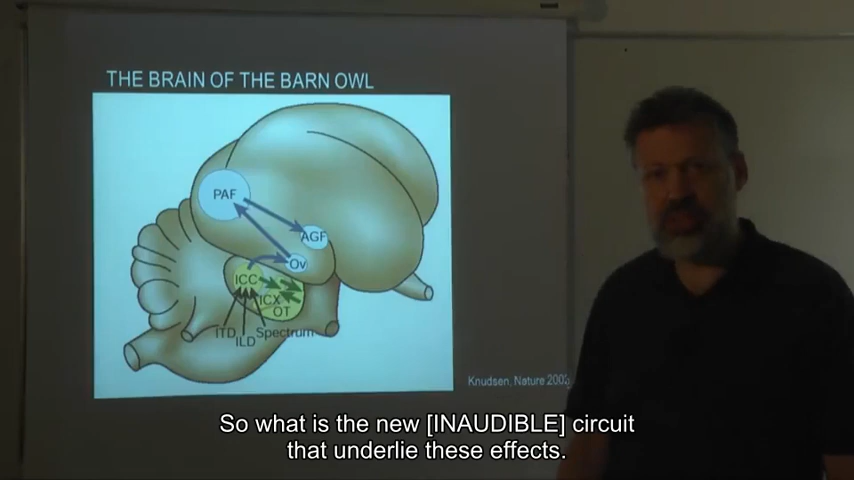 THE BRAIN OF THE BARN OWL
PAF
AGF
Ov
ICC
ICX
OT
ITD
ILD
Spectrum
Knudsen, Nature 2002
So what is the new [INAUDIBLE] circuit
that underlie these effects.